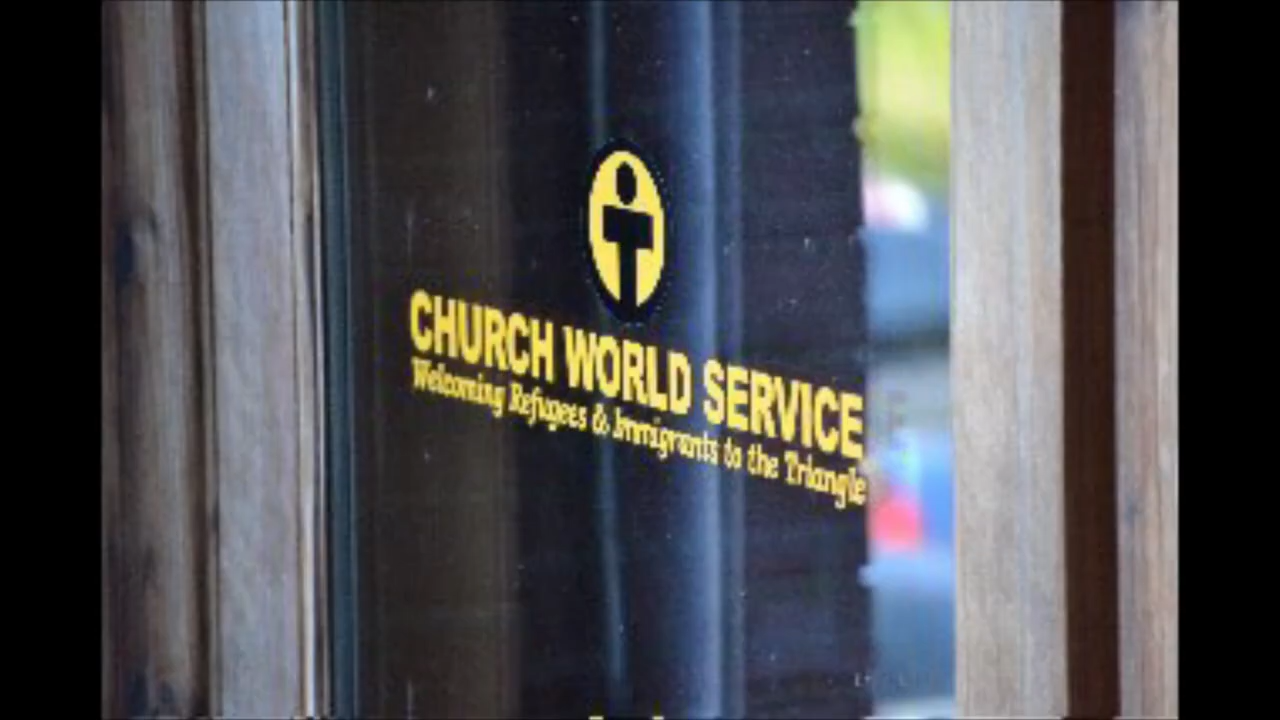 CHURCH WORLD SERVICE
Welcoming Refugees & Immigrants to the Triangle